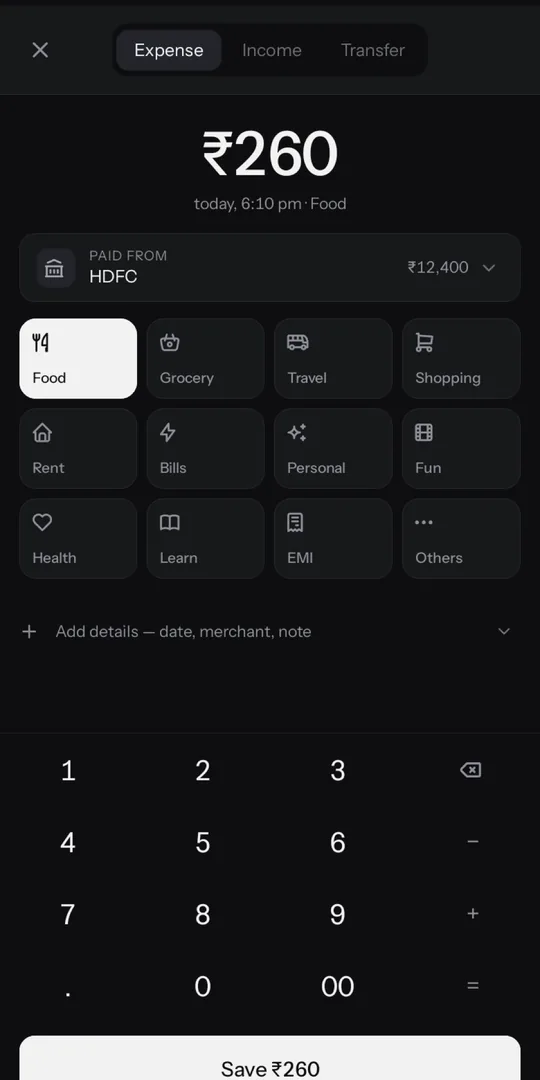 Expense Income Transfer
₹260
today, 6:10 pm · Food
PAID FROM
HDFC
₹12,400
Food Grocery Travel Shopping
Rent Bills Personal Fun
Health Learn EMI Others
+ Add details — date, merchant, note
1 2 3
4 5 6 −
7 8 9 +
. 0 00 =
Save ₹260